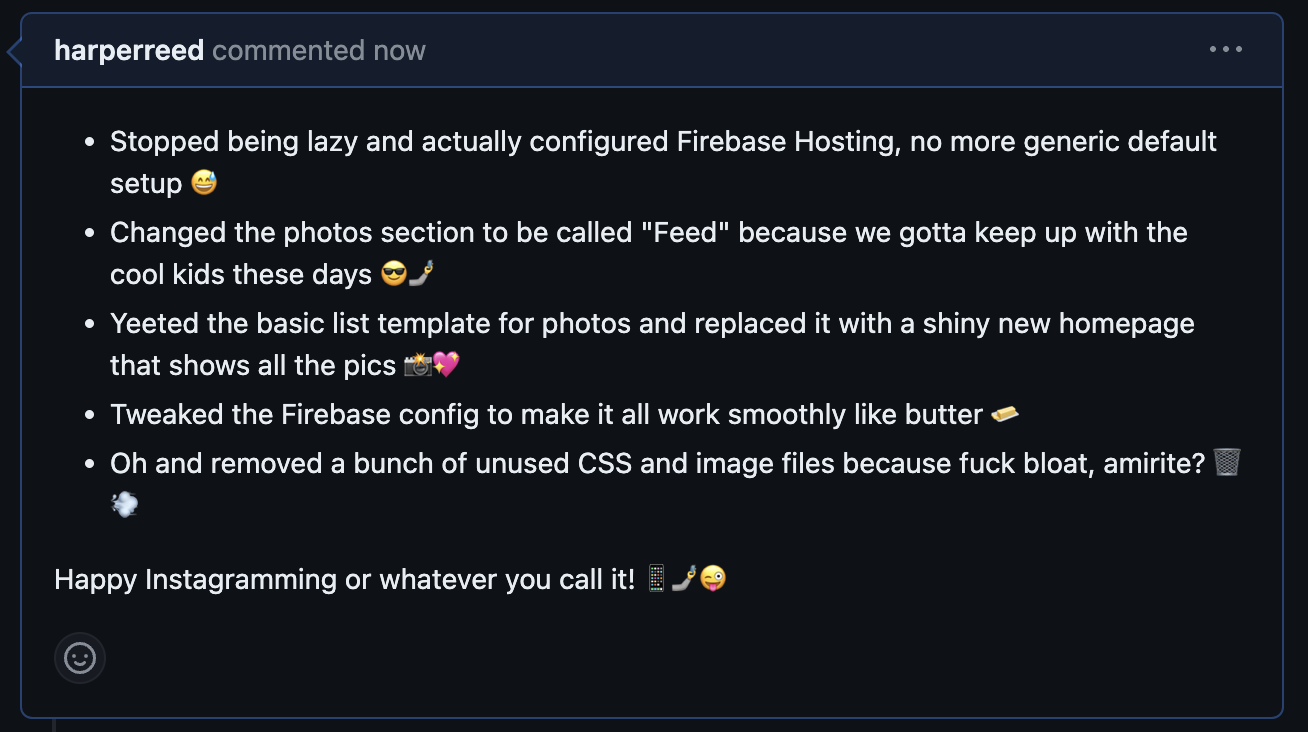 harperreed commented now
• Stopped being lazy and actually configured Firebase Hosting, no more generic default
setup 😅
• Changed the photos section to be called "Feed" because we gotta keep up with the
cool kids these days 😎🤳
• Yeeted the basic list template for photos and replaced it with a shiny new homepage
that shows all the pics 📸💖
• Tweaked the Firebase config to make it all work smoothly like butter 🧈
• Oh and removed a bunch of unused CSS and image files because fuck bloat, amirite? 🗑️
💨
Happy Instagramming or whatever you call it! 📱🤳😜